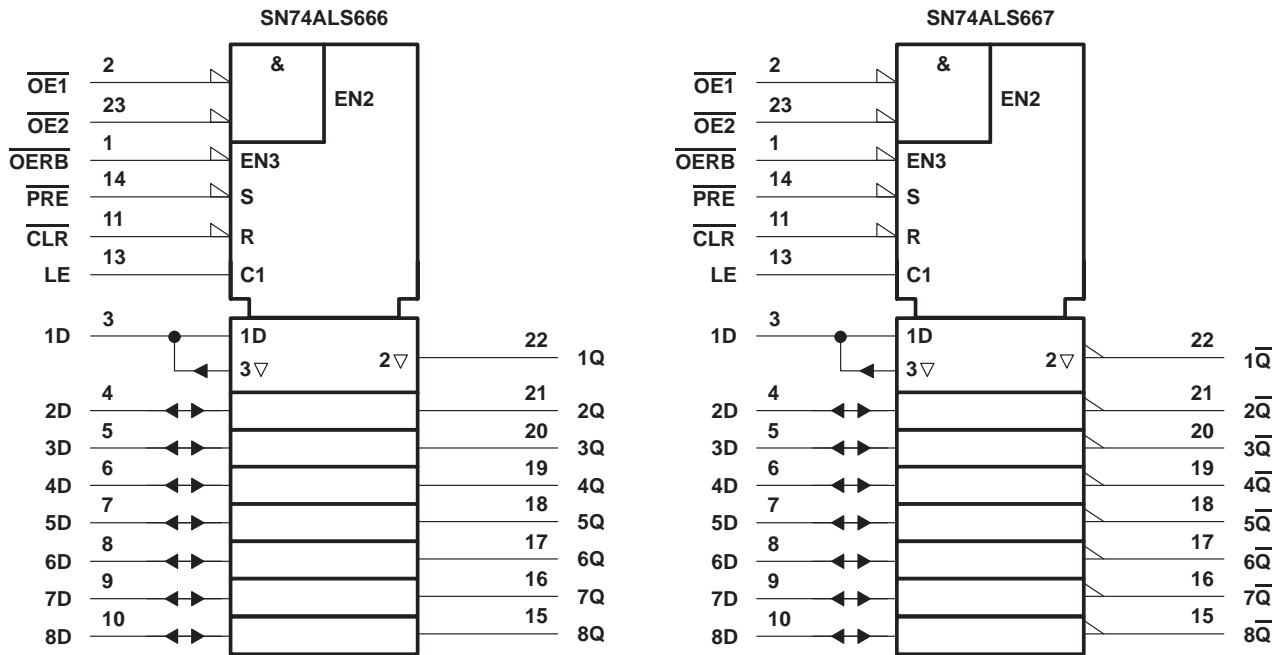 SN74ALS666
OE1 2 &
EN2
OE2 23
OERB 1 EN3
PRE 14 S
CLR 11 R
LE 13 C1
1D 3 1D
3 ▽ 2 ▽ 22 1Q
2D 4 21 2Q
3D 5 20 3Q
4D 6 19 4Q
5D 7 18 5Q
6D 8 17 6Q
7D 9 16 7Q
8D 10 15 8Q
SN74ALS667
OE1 2 &
EN2
OE2 23
OERB 1 EN3
PRE 14 S
CLR 11 R
LE 13 C1
1D 3 1D
3 ▽ 2 ▽ 22 1Q̅
2D 4 21 2Q̅
3D 5 20 3Q̅
4D 6 19 4Q̅
5D 7 18 5Q̅
6D 8 17 6Q̅
7D 9 16 7Q̅
8D 10 15 8Q̅